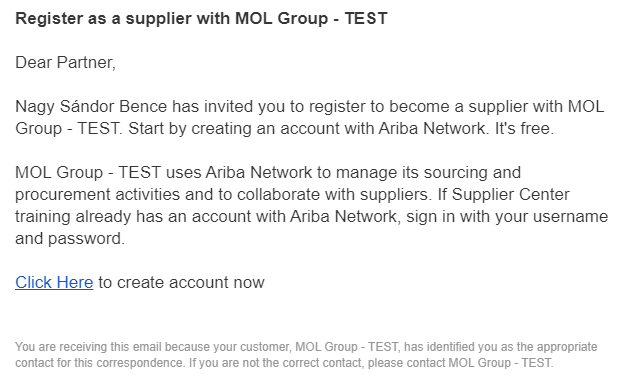 Register as a supplier with MOL Group - TEST
Dear Partner,
Nagy Sándor Bence has invited you to register to become a supplier with MOL
Group - TEST. Start by creating an account with Ariba Network. It's free.
MOL Group - TEST uses Ariba Network to manage its sourcing and
procurement activities and to collaborate with suppliers. If Supplier Center
training already has an account with Ariba Network, sign in with your username
and password.
Click Here to create account now
You are receiving this email because your customer, MOL Group - TEST, has identified you as the appropriate
contact for this correspondence. If you are not the correct contact, please contact MOL Group - TEST.